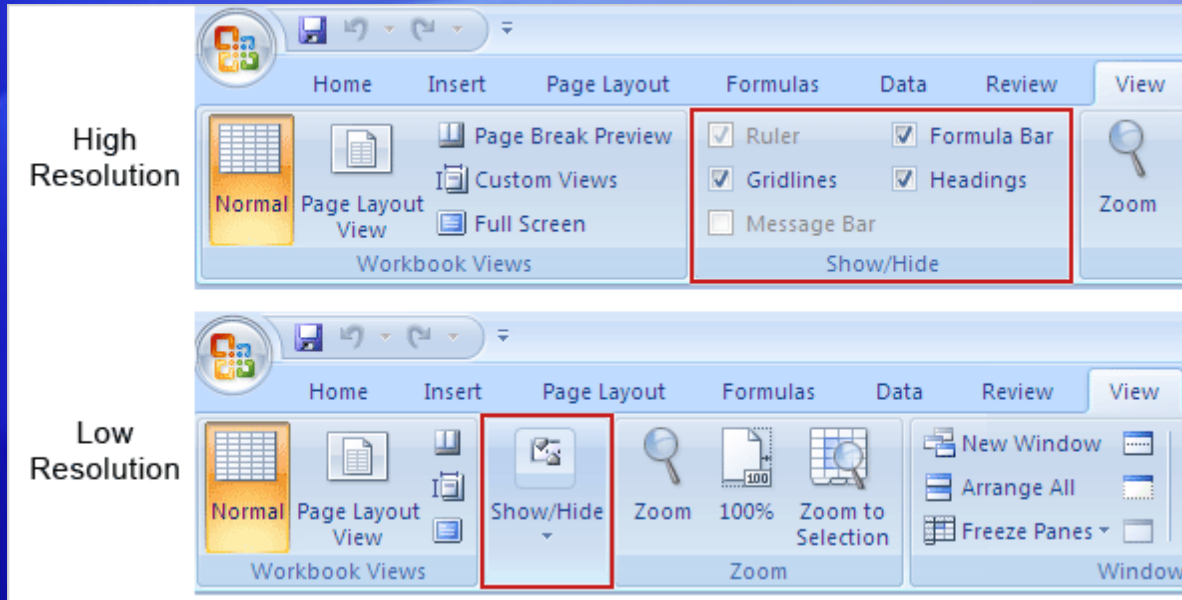 Home Insert Page Layout Formulas Data Review View
High
Resolution
Normal
Page Layout
View
Page Break Preview
Custom Views
Full Screen
Workbook Views
Ruler
Formula Bar
Gridlines
Headings
Message Bar
Show/Hide
Zoom
Home Insert Page Layout Formulas Data Review View
Low
Resolution
Normal
Page Layout
View
Workbook Views
Show/Hide
Zoom
100
100%
Zoom to
Selection
Zoom
New Window
Arrange All
Freeze Panes
Window